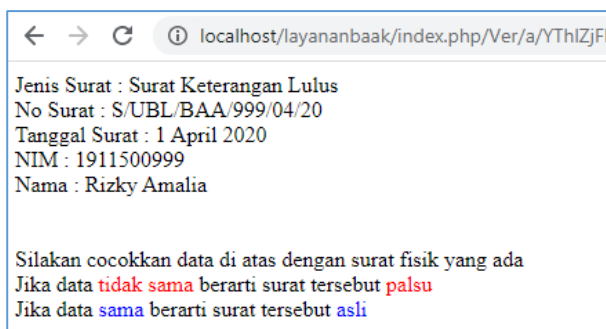 localhost/layananbaak/index.php/Ver/a/YThlZjF
Jenis Surat : Surat Keterangan Lulus
No Surat : S/UBL/BAA/999/04/20
Tanggal Surat : 1 April 2020
NIM : 1911500999
Nama : Rizky Amalia
Silakan cocokkan data di atas dengan surat fisik yang ada
Jika data tidak sama berarti surat tersebut palsu
Jika data sama berarti surat tersebut asli